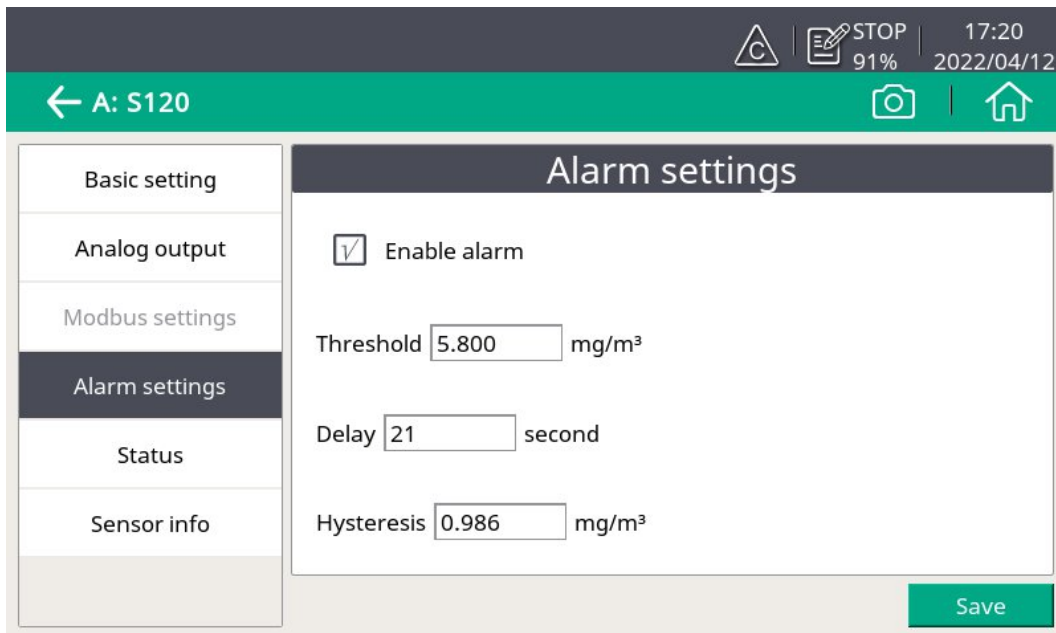 C
STOP
91%
17:20
2022/04/12
A: S120
Basic setting
Analog output
Modbus settings
Alarm settings
Status
Sensor info
Alarm settings
√ Enable alarm
Threshold 5.800 mg/m³
Delay 21 second
Hysteresis 0.986 mg/m³
Save